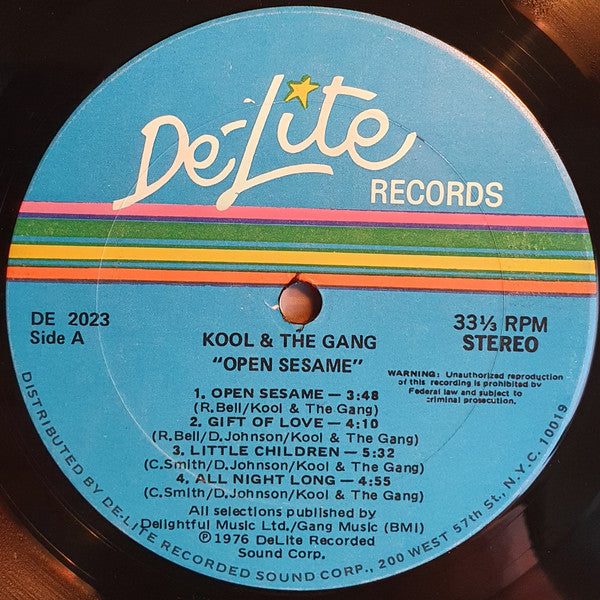 De-Lite
RECORDS
DE 2023
Side A
33⅓ RPM
STEREO
KOOL & THE GANG
"OPEN SESAME"
WARNING: Unauthorized reproduction
of this recording is prohibited by
Federal law and subject to
criminal prosecution.
1. OPEN SESAME — 3:48
(R.Bell/Kool & The Gang)
2. GIFT OF LOVE — 4:10
(R.Bell/D.Johnson/Kool & The Gang)
3. LITTLE CHILDREN — 5:32
(C.Smith/D.Johnson/Kool & The Gang)
4. ALL NIGHT LONG — 4:55
(C.Smith/D.Johnson/Kool & The Gang)
All selections published by
Delightful Music Ltd./Gang Music (BMI)
℗1976 DeLite Recorded
Sound Corp.
DISTRIBUTED BY DE-LITE RECORDED SOUND CORP., 200 WEST 57th St., N.Y.C. 10019